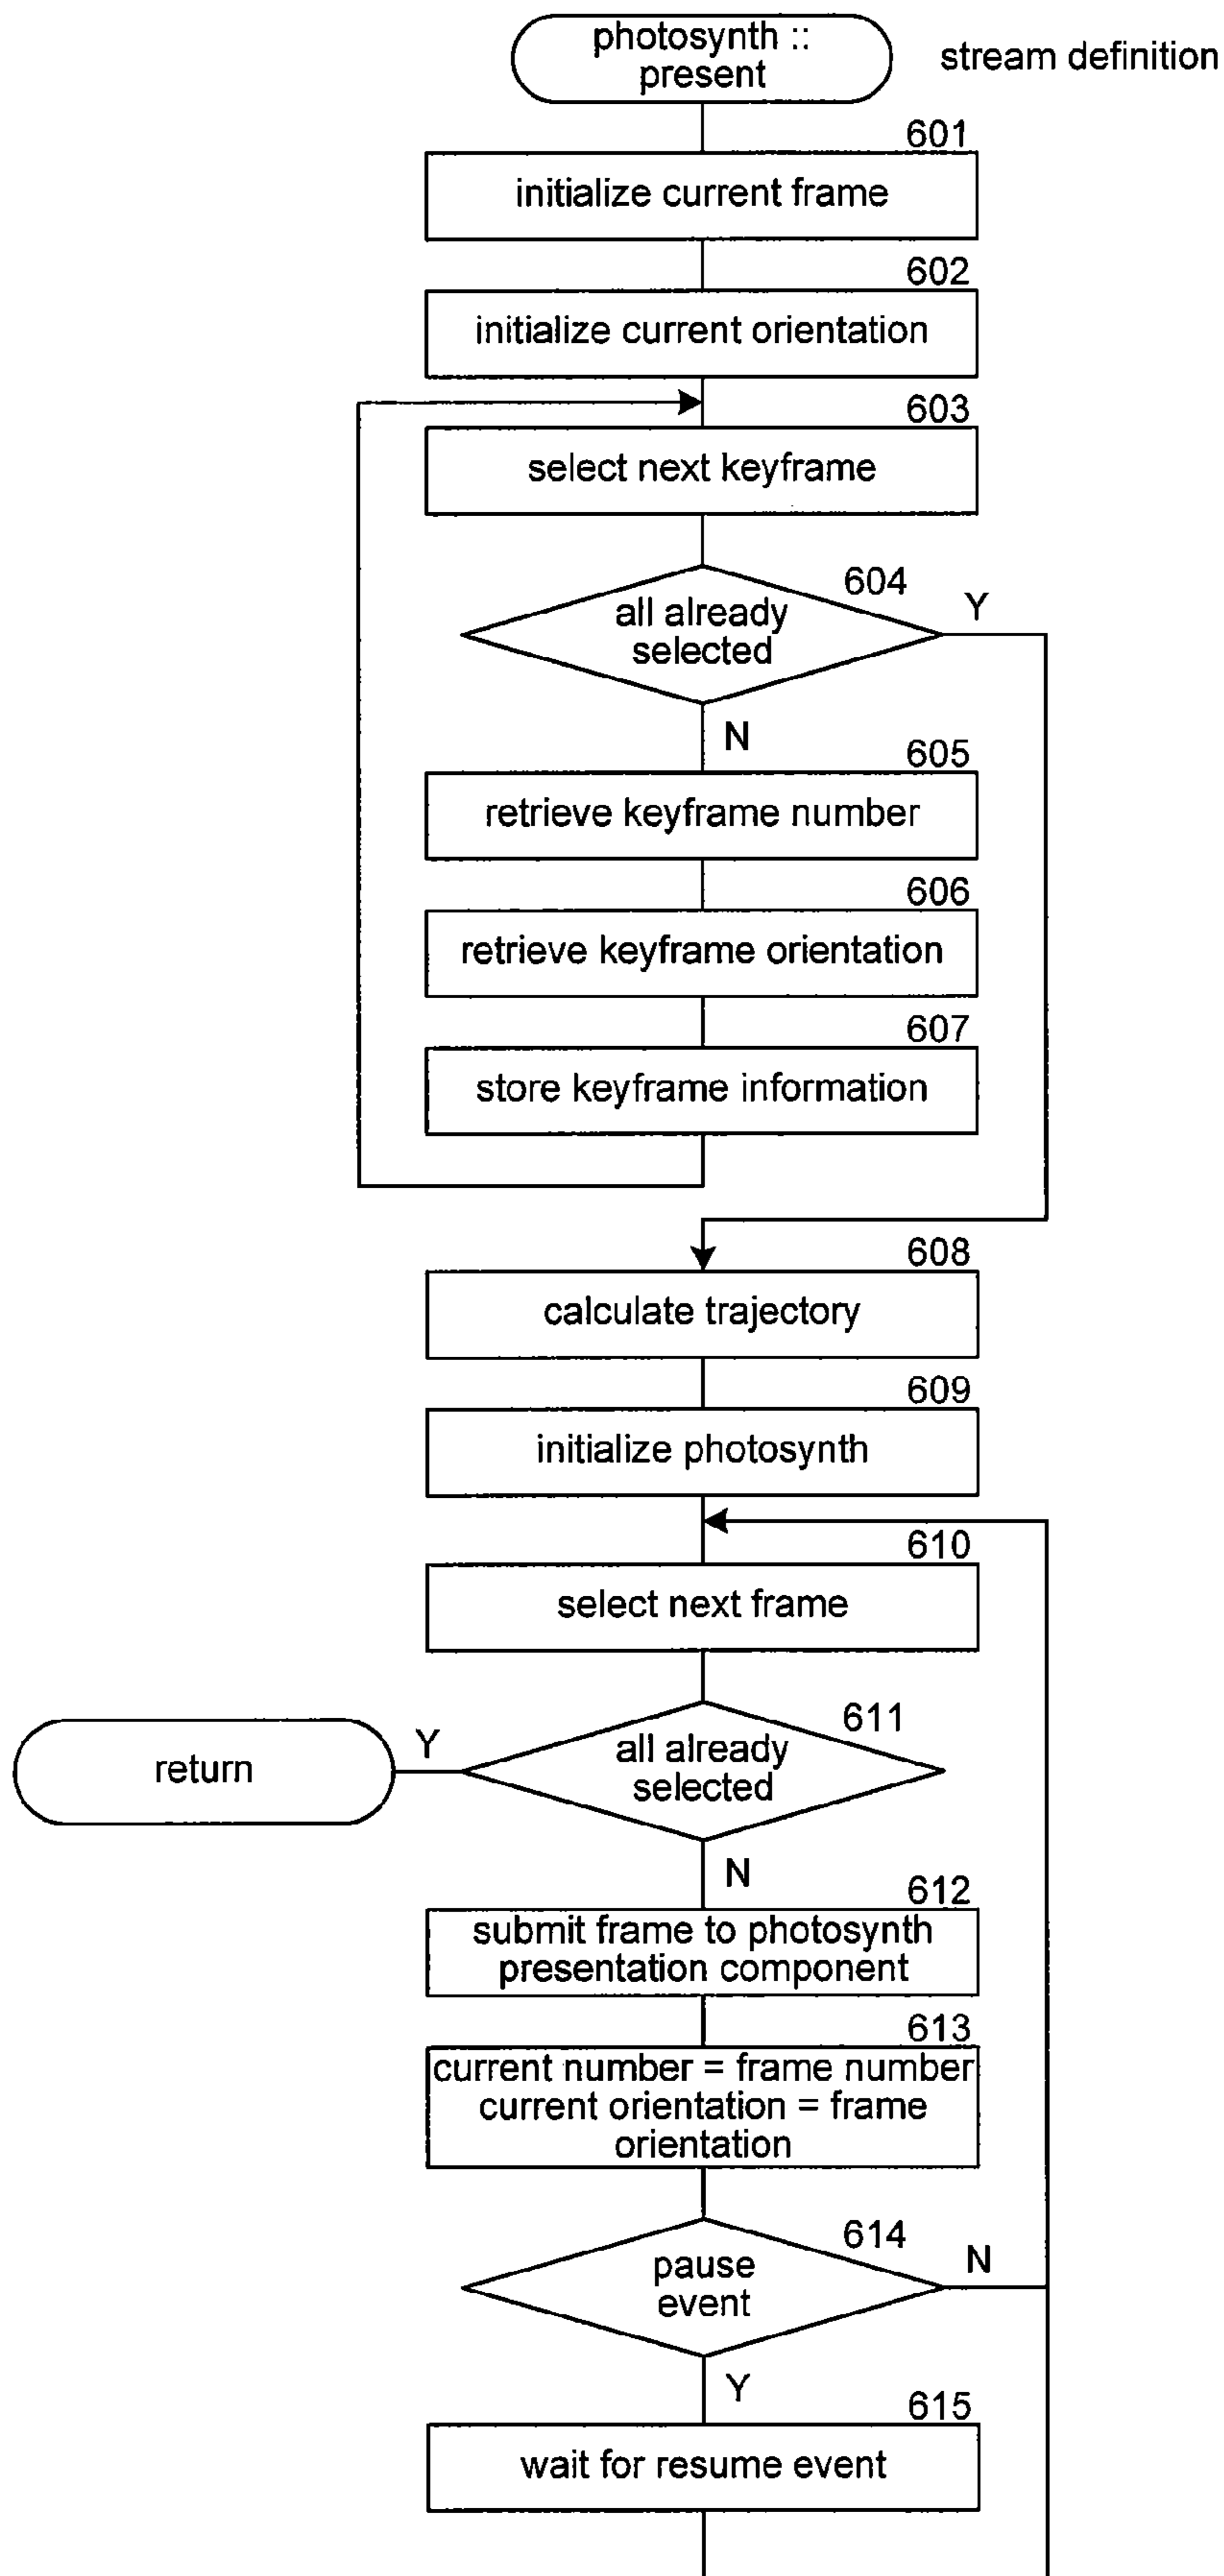 photosynth ::
present
stream definition
601
initialize current frame
602
initialize current orientation
603
select next keyframe
604
all already
selected
Y
N
605
retrieve keyframe number
606
retrieve keyframe orientation
607
store keyframe information
608
calculate trajectory
609
initialize photosynth
610
select next frame
611
all already
selected
Y
return
N
612
submit frame to photosynth
presentation component
613
current number = frame number
current orientation = frame
orientation
614
pause
event
N
Y
615
wait for resume event